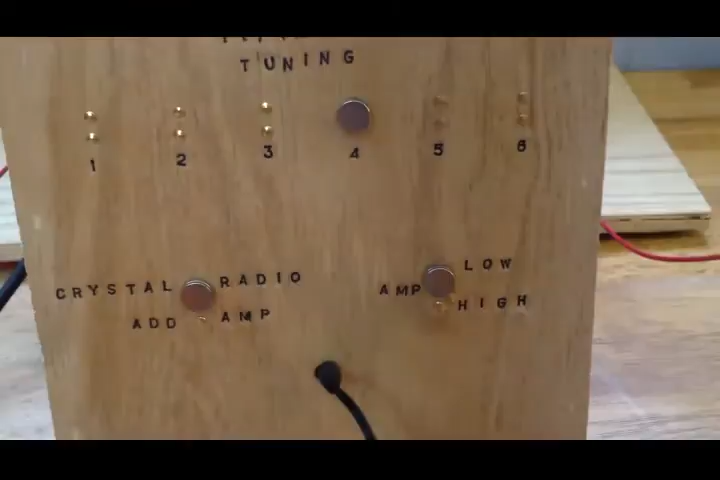 TUNING
1 2 3 4 5 6
CRYSTAL RADIO
ADD AMP
AMP LOW
HIGH